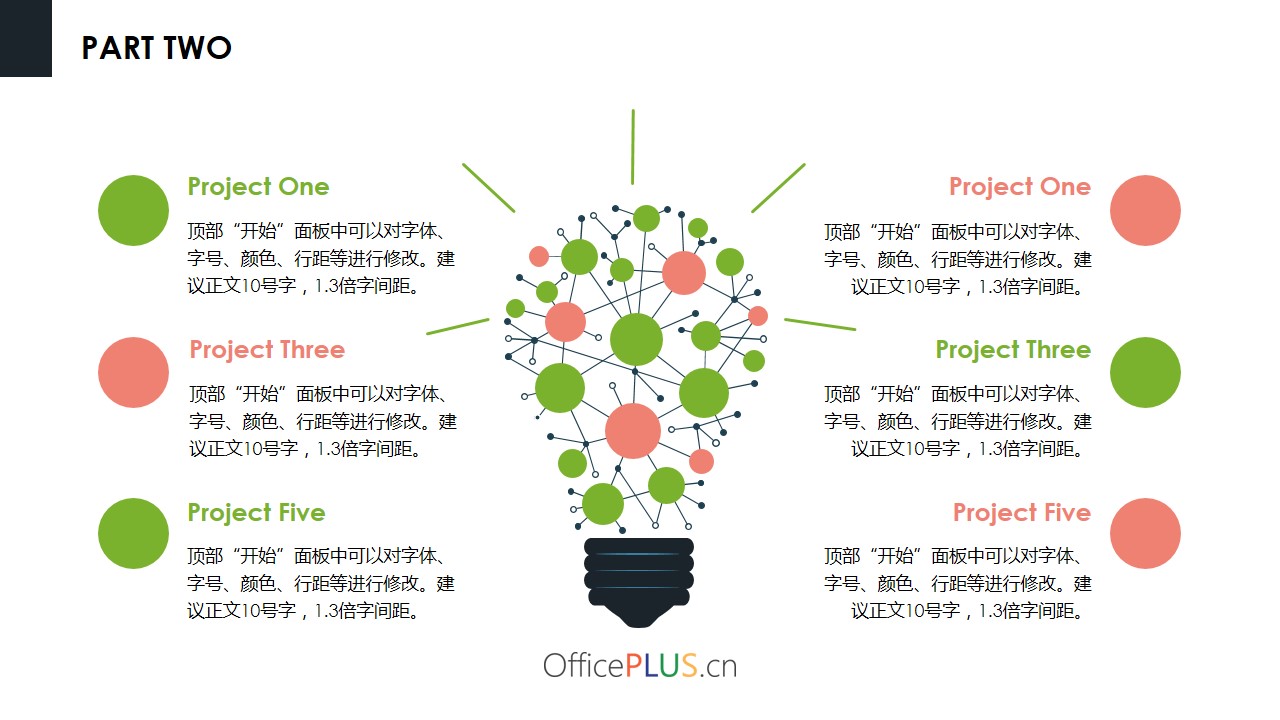 PART TWO
Project One
顶部“开始”面板中可以对字体、
字号、颜色、行距等进行修改。建
议正文10号字，1.3倍字间距。
Project Three
顶部“开始”面板中可以对字体、
字号、颜色、行距等进行修改。建
议正文10号字，1.3倍字间距。
Project Five
顶部“开始”面板中可以对字体、
字号、颜色、行距等进行修改。建
议正文10号字，1.3倍字间距。
Project One
顶部“开始”面板中可以对字体、
字号、颜色、行距等进行修改。建
议正文10号字，1.3倍字间距。
Project Three
顶部“开始”面板中可以对字体、
字号、颜色、行距等进行修改。建
议正文10号字，1.3倍字间距。
Project Five
顶部“开始”面板中可以对字体、
字号、颜色、行距等进行修改。建
议正文10号字，1.3倍字间距。
OfficePLUS.cn